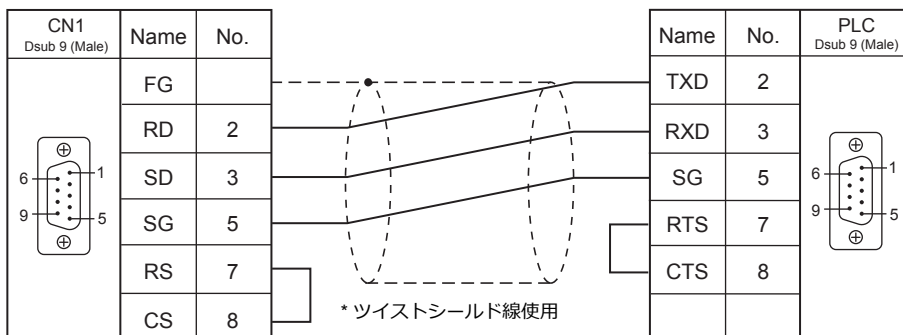 CN1
Dsub 9 (Male)
Name No.
FG
RD 2
SD 3
SG 5
RS 7
CS 8
6 1
9 5
* ツイストシールド線使用
Name No.
PLC
Dsub 9 (Male)
TXD 2
RXD 3
SG 5
RTS 7
CTS 8
6 1
9 5